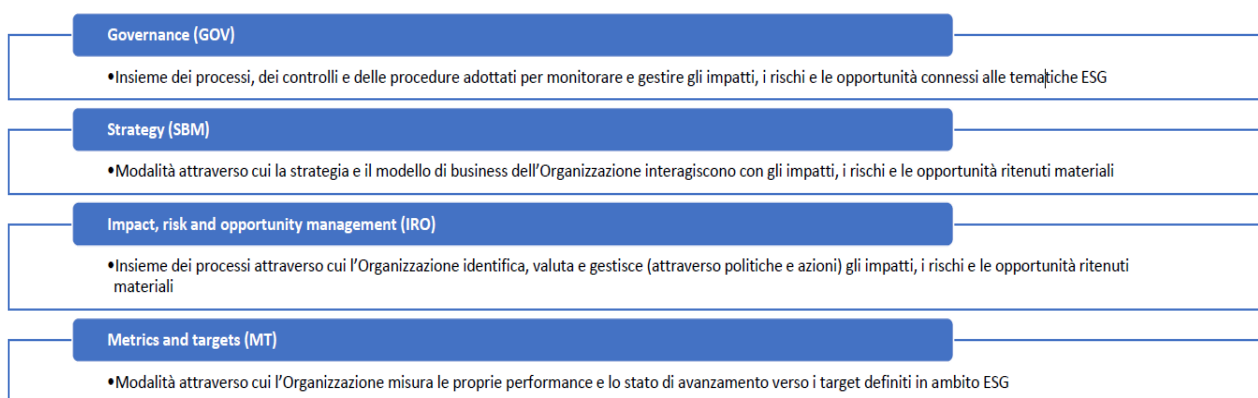 Governance (GOV)
•Insieme dei processi, dei controlli e delle procedure adottati per monitorare e gestire gli impatti, i rischi e le opportunità connessi alle tematiche ESG
Strategy (SBM)
•Modalità attraverso cui la strategia e il modello di business dell’Organizzazione interagiscono con gli impatti, i rischi e le opportunità ritenuti materiali
Impact, risk and opportunity management (IRO)
•Insieme dei processi attraverso cui l’Organizzazione identifica, valuta e gestisce (attraverso politiche e azioni) gli impatti, i rischi e le opportunità ritenuti
materiali
Metrics and targets (MT)
•Modalità attraverso cui l’Organizzazione misura le proprie performance e lo stato di avanzamento verso i target definiti in ambito ESG